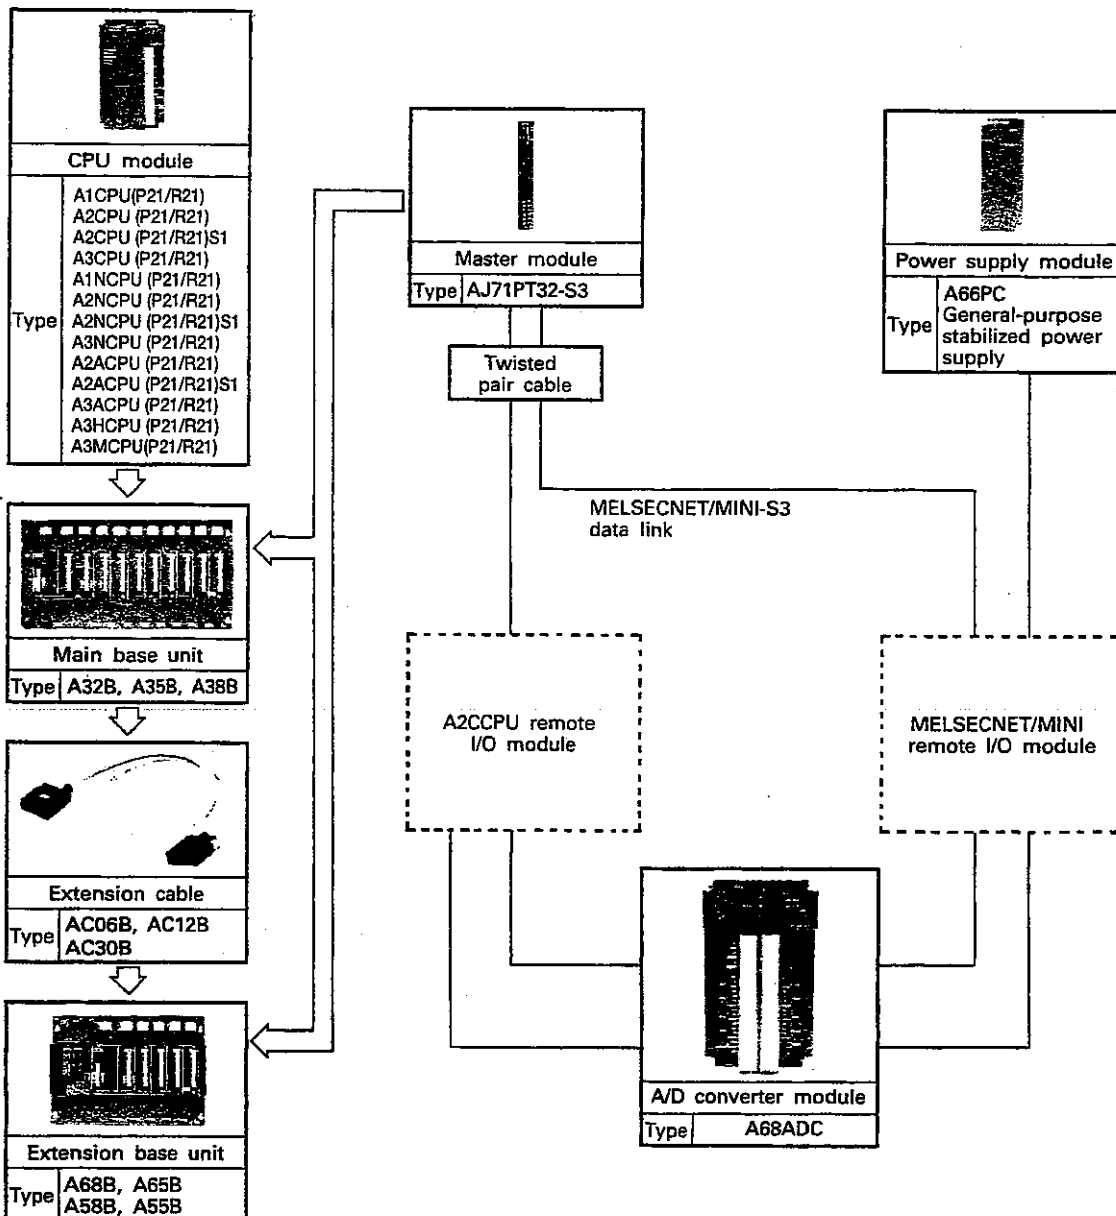 CPU module
Type
A1CPU(P21/R21)
A2CPU (P21/R21)
A2CPU (P21/R21)S1
A3CPU (P21/R21)
A1NCPU (P21/R21)
A2NCPU (P21/R21)
A2NCPU (P21/R21)S1
A3NCPU (P21/R21)
A2ACPU (P21/R21)
A2ACPU (P21/R21)S1
A3ACPU (P21/R21)
A3HCPU (P21/R21)
A3MCPU(P21/R21)
Main base unit
Type A32B, A35B, A38B
Extension cable
Type AC06B, AC12B
AC30B
Extension base unit
Type A68B, A65B
A58B, A55B
Master module
Type AJ71PT32-S3
Twisted
pair cable
MELSECNET/MINI-S3
data link
Power supply module
Type
A66PC
General-purpose
stabilized power
supply
A2CCPU remote
I/O module
MELSECNET/MINI
remote I/O module
A/D converter module
Type A68ADC